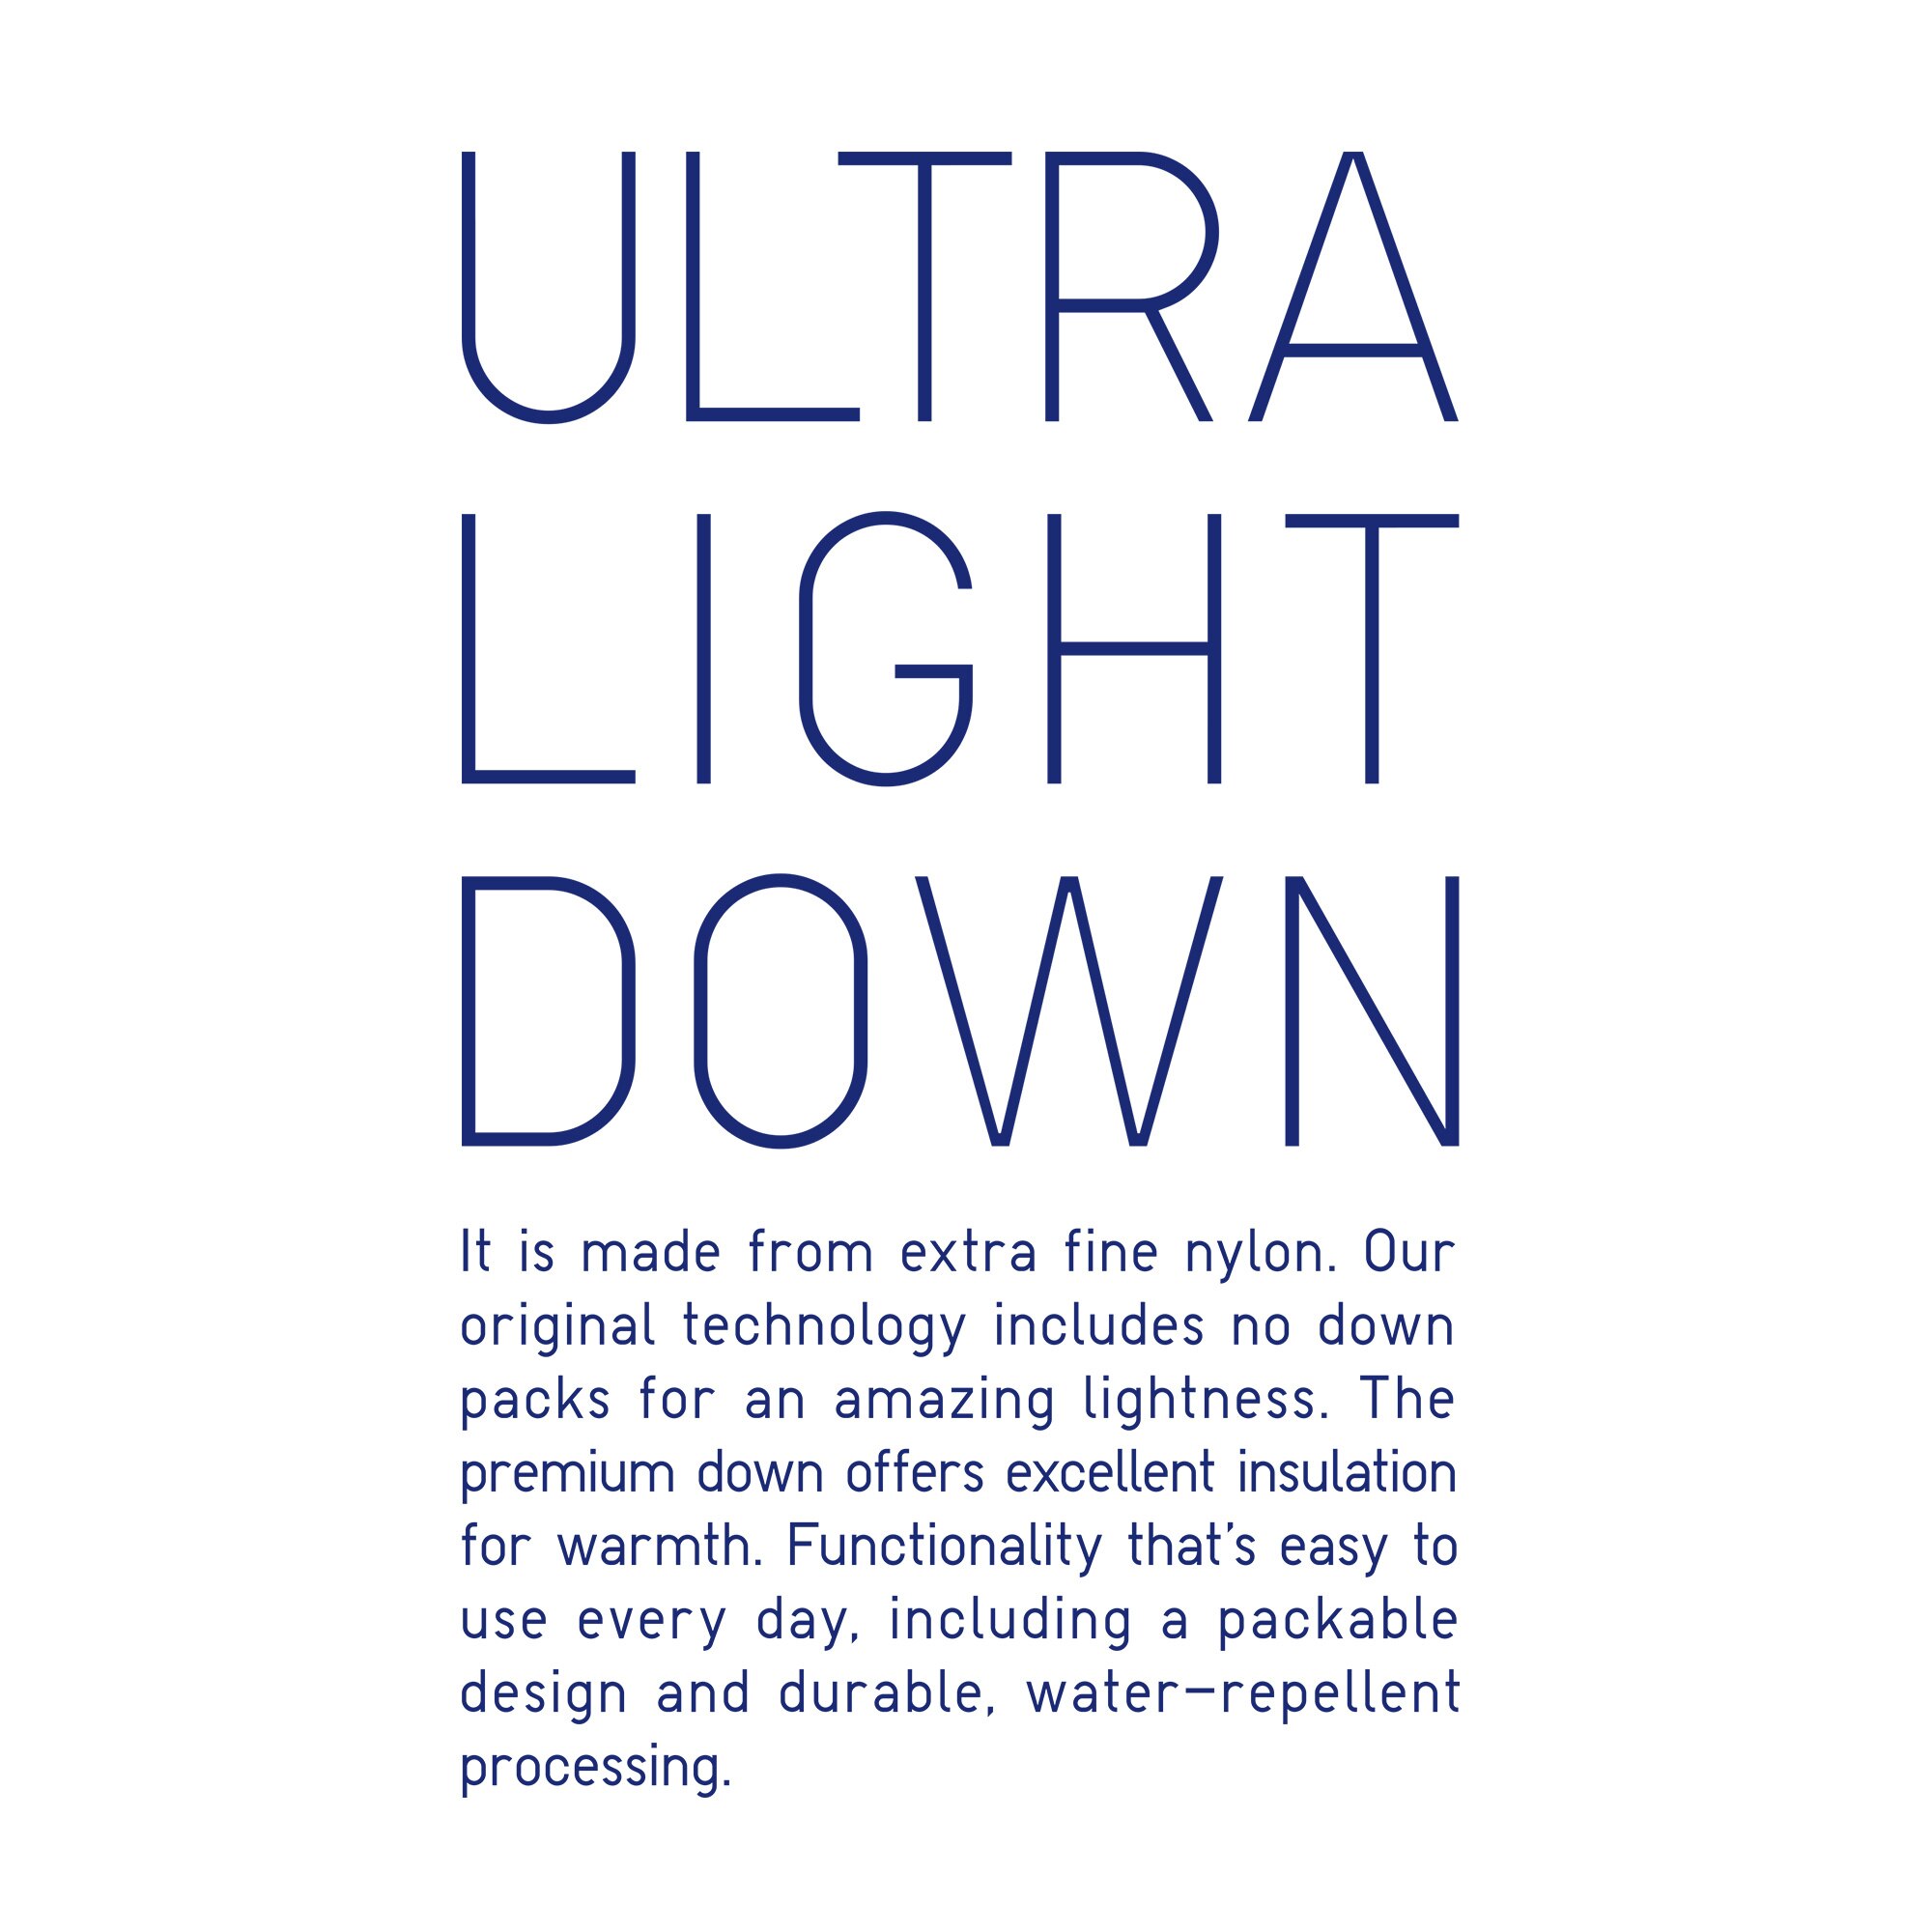 ULTRA
LIGHT
DOWN
It is made from extra fine nylon. Our
original technology includes no down
packs for an amazing lightness. The
premium down offers excellent insulation
for warmth. Functionality that's easy to
use every day, including a packable
design and durable, water-repellent
processing.